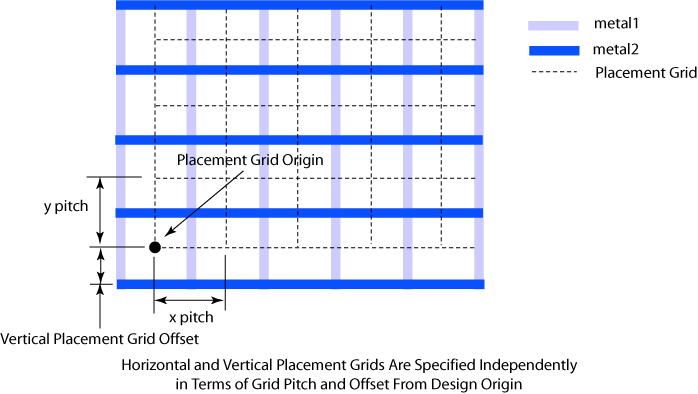 metal1
metal2
Placement Grid
Placement Grid Origin
y pitch
x pitch
Vertical Placement Grid Offset
Horizontal and Vertical Placement Grids Are Specified Independently
in Terms of Grid Pitch and Offset From Design Origin